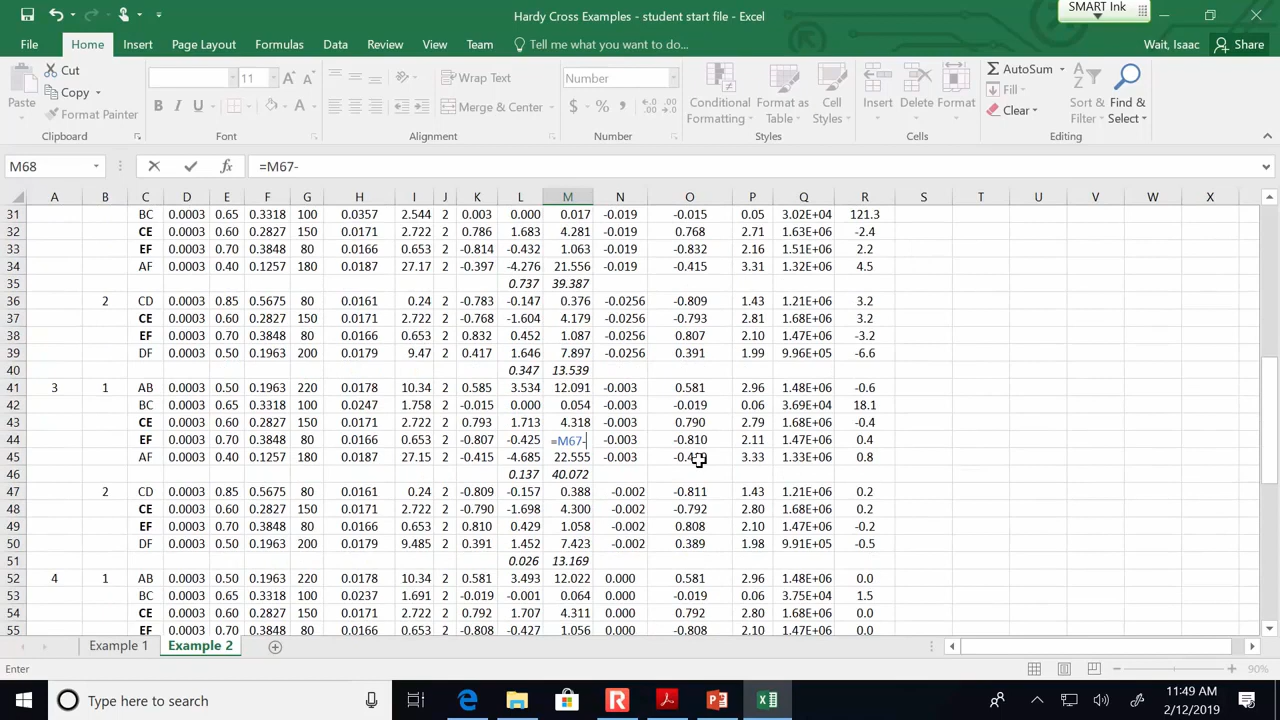 SMART Ink
Hardy Cross Examples - student start file - Excel
File Home Insert Page Layout Formulas Data Review View Team Tell me what you want to do... Wait, Isaac Share
Paste Cut Copy Format Painter Clipboard
11 Font
Wrap Text Merge & Center Alignment
Number $ % Number
Conditional Formatting Format as Table Cell Styles Styles
Insert Delete Format Cells
AutoSum Fill Clear Sort & Filter Find & Select Editing
M68 =M67-
A B C D E F G H I J K L M N O P Q R S T U V W X
31 BC 0.0003 0.65 0.3318 100 0.0357 2.544 2 0.003 0.000 0.017 -0.019 -0.015 0.05 3.02E+04 121.3
32 CE 0.0003 0.60 0.2827 150 0.0171 2.722 2 0.786 1.683 4.281 -0.019 0.768 2.71 1.63E+06 -2.4
33 EF 0.0003 0.70 0.3848 80 0.0166 0.653 2 -0.814 -0.432 1.063 -0.019 -0.832 2.16 1.51E+06 2.2
34 AF 0.0003 0.40 0.1257 180 0.0187 27.17 2 -0.397 -4.276 21.556 -0.019 -0.415 3.31 1.32E+06 4.5
35 0.737 39.387
36 2 CD 0.0003 0.85 0.5675 80 0.0161 0.24 2 -0.783 -0.147 0.376 -0.0256 -0.809 1.43 1.21E+06 3.2
37 CE 0.0003 0.60 0.2827 150 0.0171 2.722 2 -0.768 -1.604 4.179 -0.0256 -0.793 2.81 1.68E+06 3.2
38 EF 0.0003 0.70 0.3848 80 0.0166 0.653 2 0.832 0.452 1.087 -0.0256 0.807 2.10 1.47E+06 -3.2
39 DF 0.0003 0.50 0.1963 200 0.0179 9.47 2 0.417 1.646 7.897 -0.0256 0.391 1.99 9.96E+05 -6.6
40 0.347 13.539
41 3 1 AB 0.0003 0.50 0.1963 220 0.0178 10.34 2 0.585 3.534 12.091 -0.003 0.581 2.96 1.48E+06 -0.6
42 BC 0.0003 0.65 0.3318 100 0.0247 1.758 2 -0.015 0.000 0.054 -0.003 -0.019 0.06 3.69E+04 18.1
43 CE 0.0003 0.60 0.2827 150 0.0171 2.722 2 0.793 1.713 4.318 -0.003 0.790 2.79 1.68E+06 -0.4
44 EF 0.0003 0.70 0.3848 80 0.0166 0.653 2 -0.807 -0.425 =M67- -0.003 -0.810 2.11 1.47E+06 0.4
45 AF 0.0003 0.40 0.1257 180 0.0187 27.15 2 -0.415 -4.685 22.555 -0.003 3.33 1.33E+06 0.8
46 0.137 40.072
47 2 CD 0.0003 0.85 0.5675 80 0.0161 0.24 2 -0.809 -0.157 0.388 -0.002 -0.811 1.43 1.21E+06 0.2
48 CE 0.0003 0.60 0.2827 150 0.0171 2.722 2 -0.790 -1.698 4.300 -0.002 -0.792 2.80 1.68E+06 0.2
49 EF 0.0003 0.70 0.3848 80 0.0166 0.653 2 0.810 0.429 1.058 -0.002 0.808 2.10 1.47E+06 -0.2
50 DF 0.0003 0.50 0.1963 200 0.0179 9.485 2 0.391 1.452 7.423 -0.002 0.389 1.98 9.91E+05 -0.5
51 0.026 13.169
52 4 1 AB 0.0003 0.50 0.1963 220 0.0178 10.34 2 0.581 3.493 12.022 0.000 0.581 2.96 1.48E+06 0.0
53 BC 0.0003 0.65 0.3318 100 0.0237 1.691 2 -0.019 -0.001 0.064 0.000 -0.019 0.06 3.75E+04 1.5
54 CE 0.0003 0.60 0.2827 150 0.0171 2.722 2 0.792 1.707 4.311 0.000 0.792 2.80 1.68E+06 0.0
55 EF 0.0003 0.70 0.3848 80 0.0166 0.653 2 -0.808 -0.427 1.056 0.000 -0.808 2.10 1.47E+06 0.0
Example 1 Example 2
Enter 90%
Type here to search 11:49 AM
2/12/2019